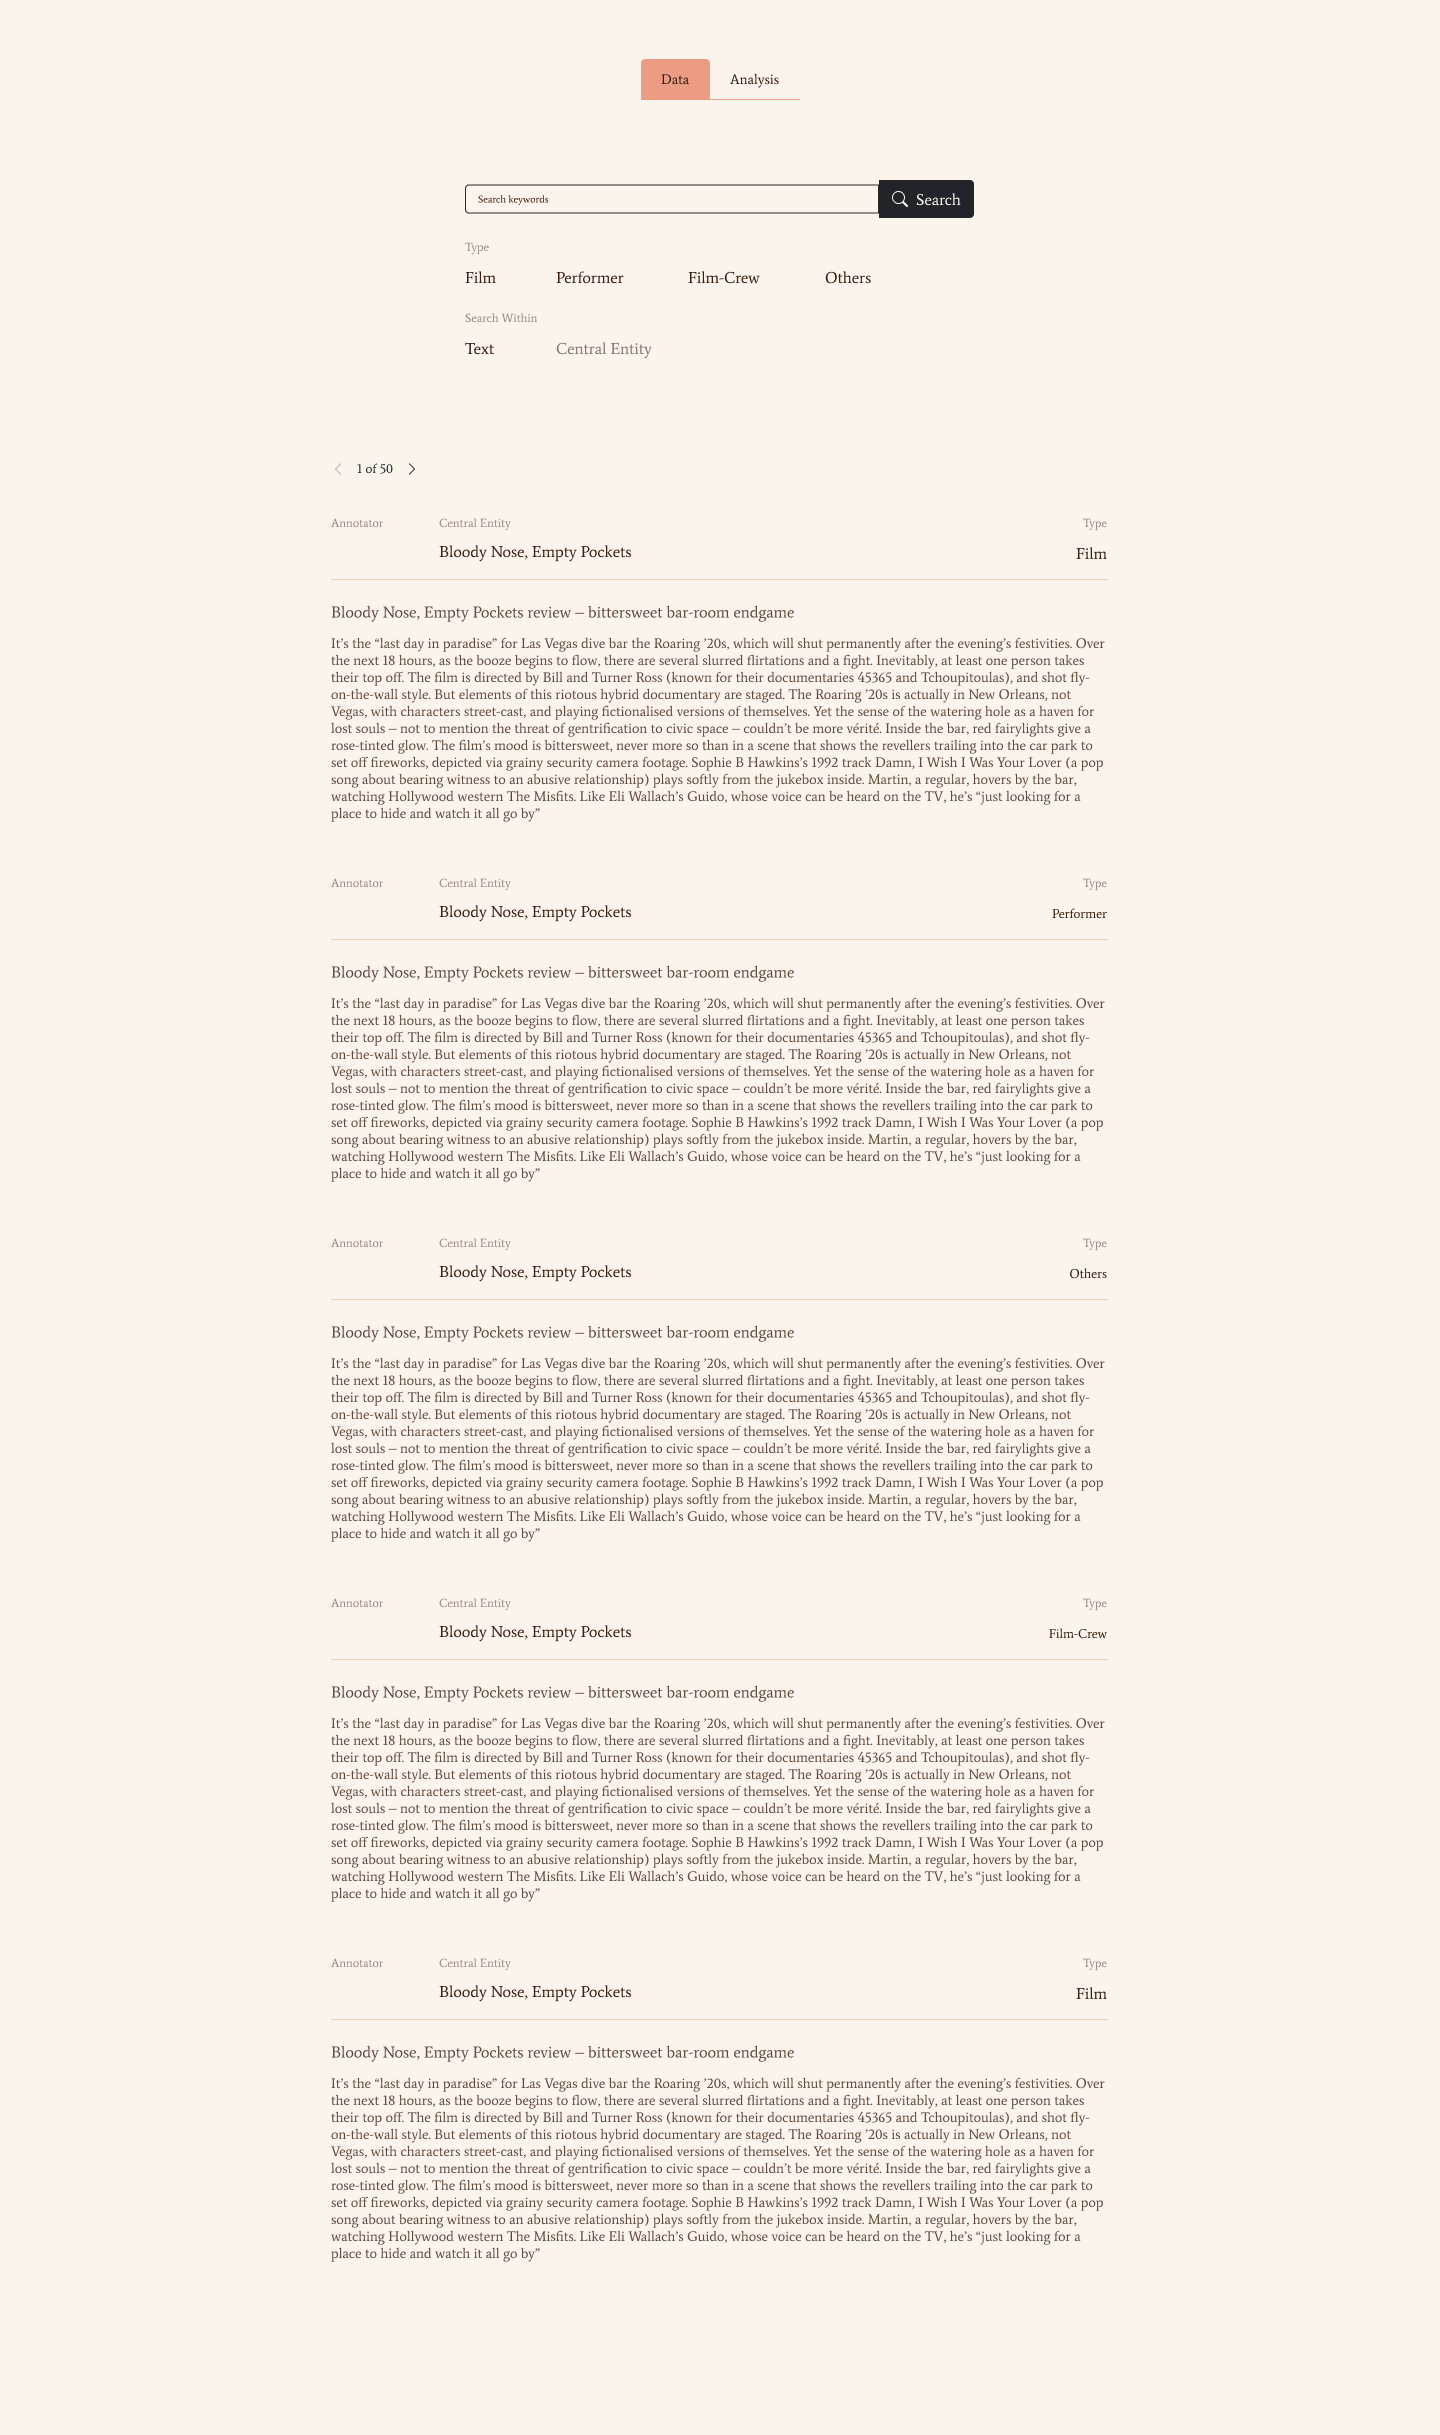 Data Analysis
Search keywords Search
Type
Film Performer Film-Crew Others
Search Within
Text Central Entity
1 of 50
Annotator Central Entity Type
Bloody Nose, Empty Pockets Film
Bloody Nose, Empty Pockets review – bittersweet bar-room endgame
It’s the “last day in paradise” for Las Vegas dive bar the Roaring ’20s, which will shut permanently after the evening’s festivities. Over
the next 18 hours, as the booze begins to flow, there are several slurred flirtations and a fight. Inevitably, at least one person takes
their top off. The film is directed by Bill and Turner Ross (known for their documentaries 45365 and Tchoupitoulas), and shot fly-
on-the-wall style. But elements of this riotous hybrid documentary are staged. The Roaring ’20s is actually in New Orleans, not
Vegas, with characters street-cast, and playing fictionalised versions of themselves. Yet the sense of the watering hole as a haven for
lost souls – not to mention the threat of gentrification to civic space – couldn’t be more vérité. Inside the bar, red fairylights give a
rose-tinted glow. The film’s mood is bittersweet, never more so than in a scene that shows the revellers trailing into the car park to
set off fireworks, depicted via grainy security camera footage. Sophie B Hawkins’s 1992 track Damn, I Wish I Was Your Lover (a pop
song about bearing witness to an abusive relationship) plays softly from the jukebox inside. Martin, a regular, hovers by the bar,
watching Hollywood western The Misfits. Like Eli Wallach’s Guido, whose voice can be heard on the TV, he’s “just looking for a
place to hide and watch it all go by”
Annotator Central Entity Type
Bloody Nose, Empty Pockets Performer
Bloody Nose, Empty Pockets review – bittersweet bar-room endgame
It’s the “last day in paradise” for Las Vegas dive bar the Roaring ’20s, which will shut permanently after the evening’s festivities. Over
the next 18 hours, as the booze begins to flow, there are several slurred flirtations and a fight. Inevitably, at least one person takes
their top off. The film is directed by Bill and Turner Ross (known for their documentaries 45365 and Tchoupitoulas), and shot fly-
on-the-wall style. But elements of this riotous hybrid documentary are staged. The Roaring ’20s is actually in New Orleans, not
Vegas, with characters street-cast, and playing fictionalised versions of themselves. Yet the sense of the watering hole as a haven for
lost souls – not to mention the threat of gentrification to civic space – couldn’t be more vérité. Inside the bar, red fairylights give a
rose-tinted glow. The film’s mood is bittersweet, never more so than in a scene that shows the revellers trailing into the car park to
set off fireworks, depicted via grainy security camera footage. Sophie B Hawkins’s 1992 track Damn, I Wish I Was Your Lover (a pop
song about bearing witness to an abusive relationship) plays softly from the jukebox inside. Martin, a regular, hovers by the bar,
watching Hollywood western The Misfits. Like Eli Wallach’s Guido, whose voice can be heard on the TV, he’s “just looking for a
place to hide and watch it all go by”
Annotator Central Entity Type
Bloody Nose, Empty Pockets Others
Bloody Nose, Empty Pockets review – bittersweet bar-room endgame
It’s the “last day in paradise” for Las Vegas dive bar the Roaring ’20s, which will shut permanently after the evening’s festivities. Over
the next 18 hours, as the booze begins to flow, there are several slurred flirtations and a fight. Inevitably, at least one person takes
their top off. The film is directed by Bill and Turner Ross (known for their documentaries 45365 and Tchoupitoulas), and shot fly-
on-the-wall style. But elements of this riotous hybrid documentary are staged. The Roaring ’20s is actually in New Orleans, not
Vegas, with characters street-cast, and playing fictionalised versions of themselves. Yet the sense of the watering hole as a haven for
lost souls – not to mention the threat of gentrification to civic space – couldn’t be more vérité. Inside the bar, red fairylights give a
rose-tinted glow. The film’s mood is bittersweet, never more so than in a scene that shows the revellers trailing into the car park to
set off fireworks, depicted via grainy security camera footage. Sophie B Hawkins’s 1992 track Damn, I Wish I Was Your Lover (a pop
song about bearing witness to an abusive relationship) plays softly from the jukebox inside. Martin, a regular, hovers by the bar,
watching Hollywood western The Misfits. Like Eli Wallach’s Guido, whose voice can be heard on the TV, he’s “just looking for a
place to hide and watch it all go by”
Annotator Central Entity Type
Bloody Nose, Empty Pockets Film-Crew
Bloody Nose, Empty Pockets review – bittersweet bar-room endgame
It’s the “last day in paradise” for Las Vegas dive bar the Roaring ’20s, which will shut permanently after the evening’s festivities. Over
the next 18 hours, as the booze begins to flow, there are several slurred flirtations and a fight. Inevitably, at least one person takes
their top off. The film is directed by Bill and Turner Ross (known for their documentaries 45365 and Tchoupitoulas), and shot fly-
on-the-wall style. But elements of this riotous hybrid documentary are staged. The Roaring ’20s is actually in New Orleans, not
Vegas, with characters street-cast, and playing fictionalised versions of themselves. Yet the sense of the watering hole as a haven for
lost souls – not to mention the threat of gentrification to civic space – couldn’t be more vérité. Inside the bar, red fairylights give a
rose-tinted glow. The film’s mood is bittersweet, never more so than in a scene that shows the revellers trailing into the car park to
set off fireworks, depicted via grainy security camera footage. Sophie B Hawkins’s 1992 track Damn, I Wish I Was Your Lover (a pop
song about bearing witness to an abusive relationship) plays softly from the jukebox inside. Martin, a regular, hovers by the bar,
watching Hollywood western The Misfits. Like Eli Wallach’s Guido, whose voice can be heard on the TV, he’s “just looking for a
place to hide and watch it all go by”
Annotator Central Entity Type
Bloody Nose, Empty Pockets Film
Bloody Nose, Empty Pockets review – bittersweet bar-room endgame
It’s the “last day in paradise” for Las Vegas dive bar the Roaring ’20s, which will shut permanently after the evening’s festivities. Over
the next 18 hours, as the booze begins to flow, there are several slurred flirtations and a fight. Inevitably, at least one person takes
their top off. The film is directed by Bill and Turner Ross (known for their documentaries 45365 and Tchoupitoulas), and shot fly-
on-the-wall style. But elements of this riotous hybrid documentary are staged. The Roaring ’20s is actually in New Orleans, not
Vegas, with characters street-cast, and playing fictionalised versions of themselves. Yet the sense of the watering hole as a haven for
lost souls – not to mention the threat of gentrification to civic space – couldn’t be more vérité. Inside the bar, red fairylights give a
rose-tinted glow. The film’s mood is bittersweet, never more so than in a scene that shows the revellers trailing into the car park to
set off fireworks, depicted via grainy security camera footage. Sophie B Hawkins’s 1992 track Damn, I Wish I Was Your Lover (a pop
song about bearing witness to an abusive relationship) plays softly from the jukebox inside. Martin, a regular, hovers by the bar,
watching Hollywood western The Misfits. Like Eli Wallach’s Guido, whose voice can be heard on the TV, he’s “just looking for a
place to hide and watch it all go by”